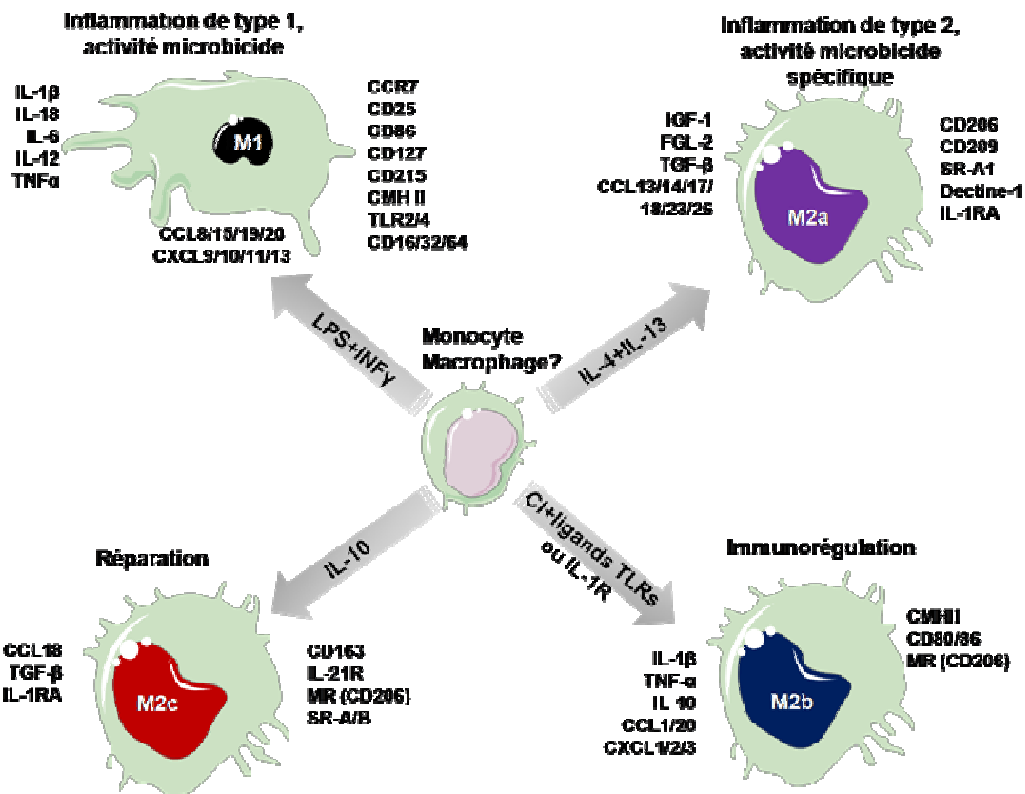 Inflammation de type 1,
activité microbicide
IL-1β
IL-18
IL-6
IL-12
TNFα
M1
CCR7
CD25
CD86
CD127
CD215
CMH II
TLR2/4
CD16/32/64
CCL8/15/19/20
CXCL9/10/11/13
Inflammation de type 2,
activité microbicide
spécifique
IGF-1
FGL-2
TGF-β
CCL13/14/17/
18/23/26
M2a
CD206
CD209
SR-A1
Dectine-1
IL-1RA
LPS+INFγ
IL-4+IL-13
Monocyte
Macrophage?
IL-10
CI+ligands TLRs
ou IL-1R
Réparation
CCL18
TGF-β
IL-1RA
M2c
CD163
IL-21R
MR (CD206)
SR-A/B
Immunorégulation
IL-1β
TNF-α
IL 10
CCL1/20
CXCL1/2/3
M2b
CMHII
CD80/86
MR (CD206)